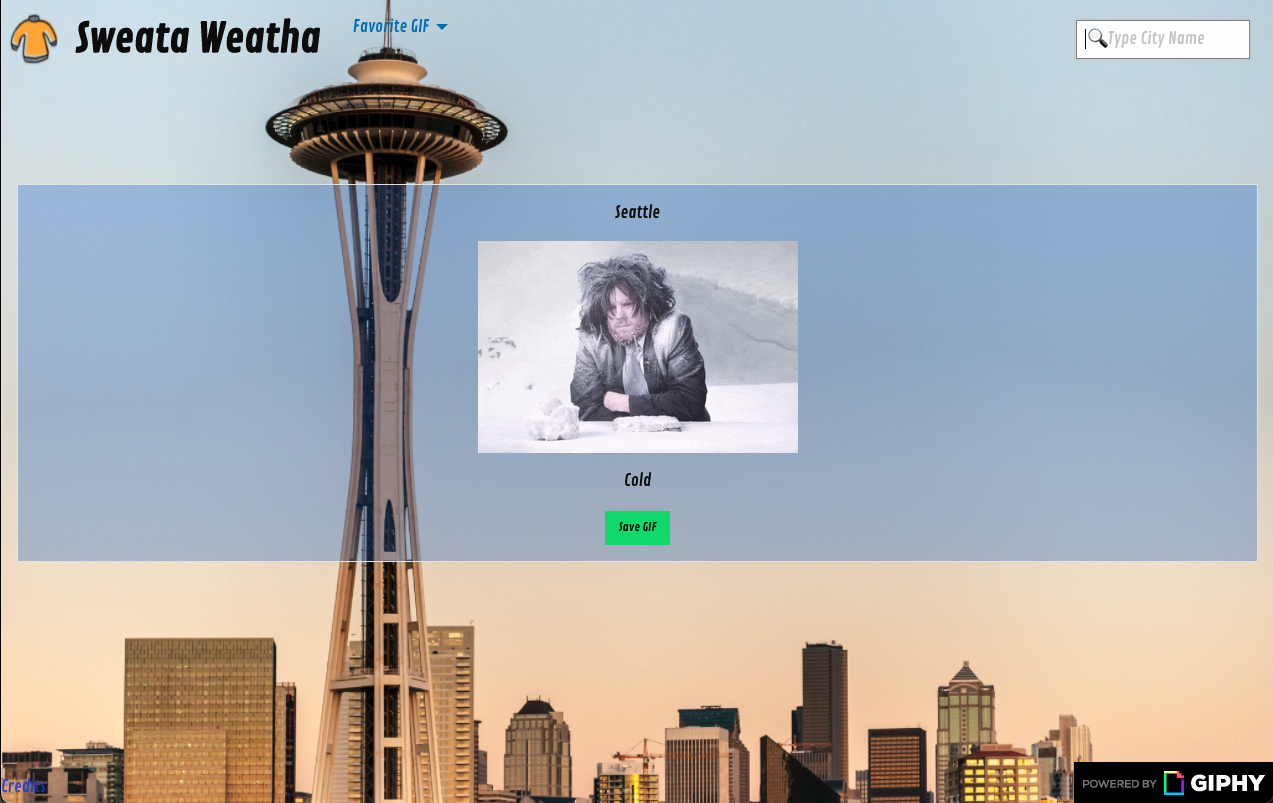 Sweata Weatha
Favorite GIF
Type City Name
Seattle
Cold
Save GIF
Credits
POWERED BY GIPHY